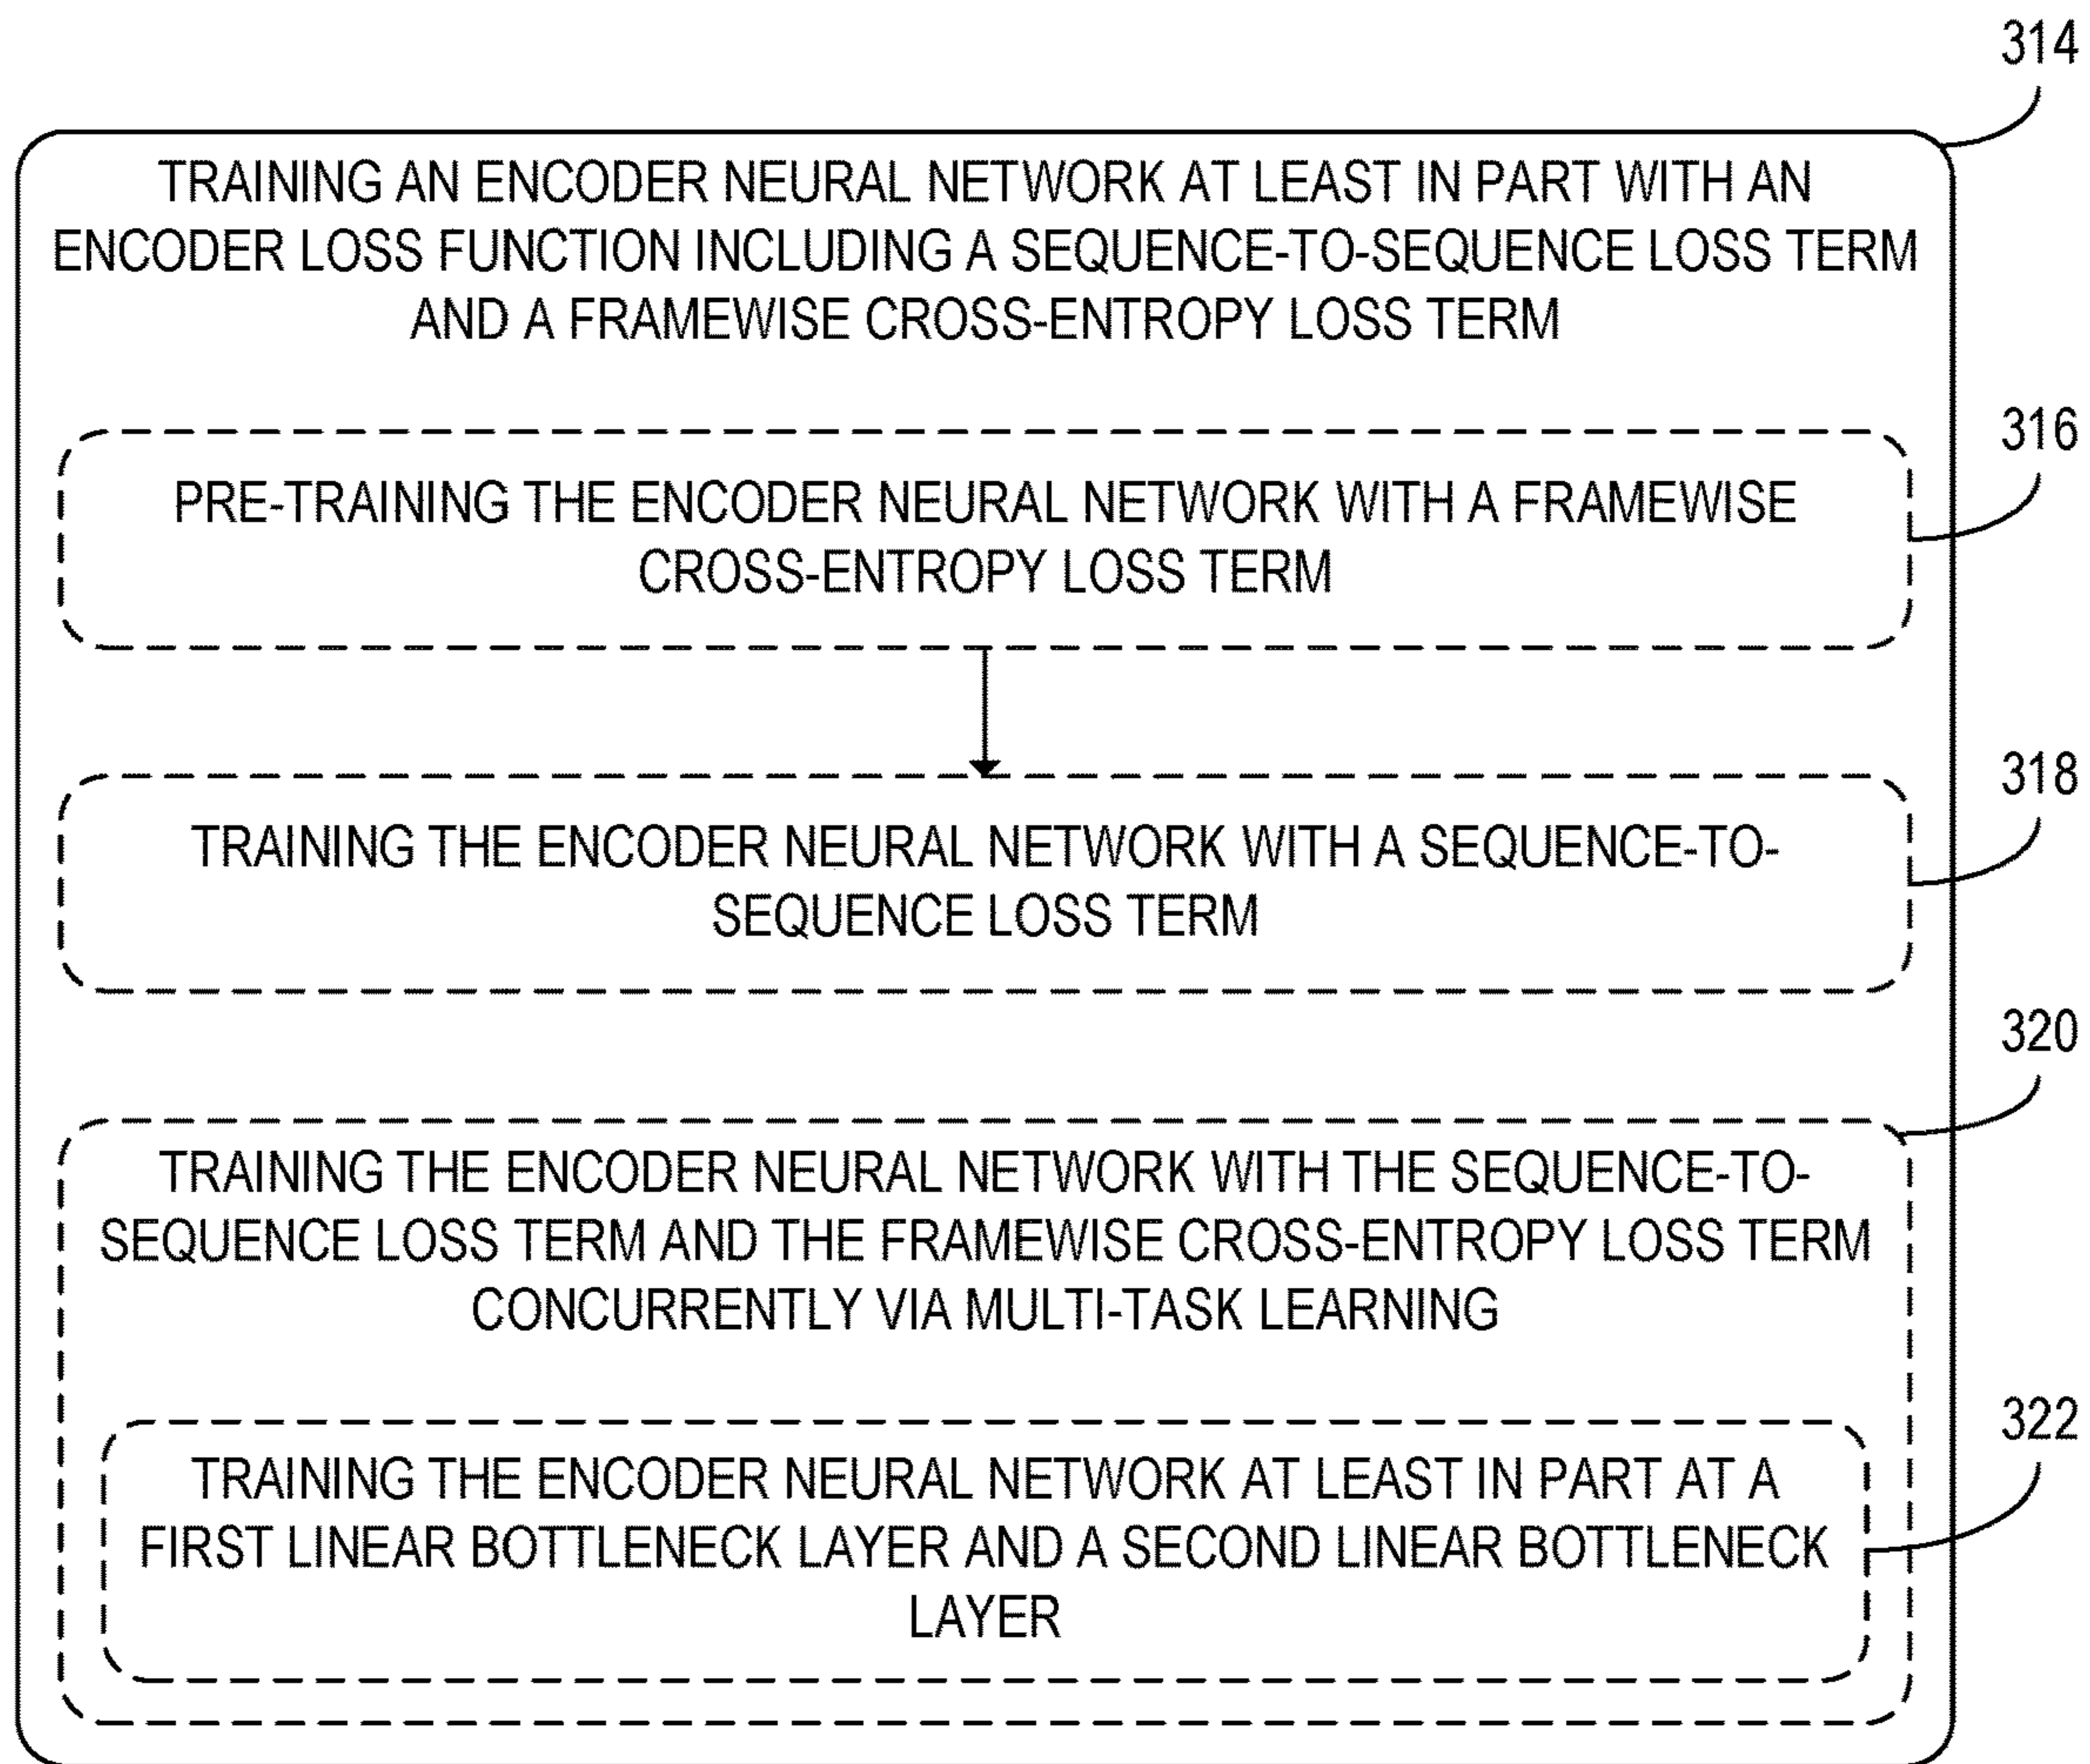 314
TRAINING AN ENCODER NEURAL NETWORK AT LEAST IN PART WITH AN
ENCODER LOSS FUNCTION INCLUDING A SEQUENCE-TO-SEQUENCE LOSS TERM
AND A FRAMEWISE CROSS-ENTROPY LOSS TERM
316
PRE-TRAINING THE ENCODER NEURAL NETWORK WITH A FRAMEWISE
CROSS-ENTROPY LOSS TERM
318
TRAINING THE ENCODER NEURAL NETWORK WITH A SEQUENCE-TO-
SEQUENCE LOSS TERM
320
TRAINING THE ENCODER NEURAL NETWORK WITH THE SEQUENCE-TO-
SEQUENCE LOSS TERM AND THE FRAMEWISE CROSS-ENTROPY LOSS TERM
CONCURRENTLY VIA MULTI-TASK LEARNING
322
TRAINING THE ENCODER NEURAL NETWORK AT LEAST IN PART AT A
FIRST LINEAR BOTTLENECK LAYER AND A SECOND LINEAR BOTTLENECK
LAYER